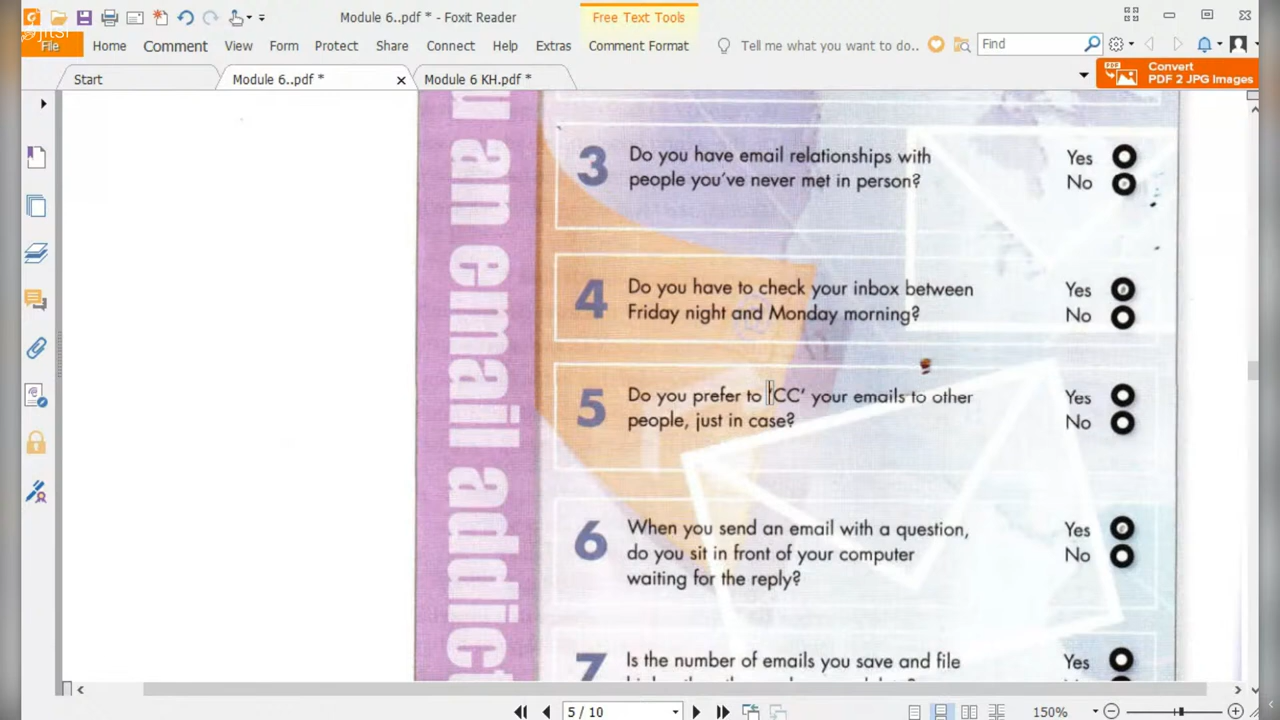 Module 6..pdf * - Foxit Reader
Free Text Tools
Jitsi
File
Home
Comment
View
Form
Protect
Share
Connect
Help
Extras
Comment Format
Tell me what you want to do..
Find
Start
Module 6..pdf *
Module 6 KH.pdf *
Convert
PDF 2 JPG Images
u an email addict
3 Do you have email relationships with
people you've never met in person?
Yes
No
4 Do you have to check your inbox between
Friday night and Monday morning?
Yes
No
5 Do you prefer to 'CC' your emails to other
people, just in case?
Yes
No
6 When you send an email with a question,
do you sit in front of your computer
waiting for the reply?
Yes
No
7 Is the number of emails you save and file
Yes
5 / 10
150%